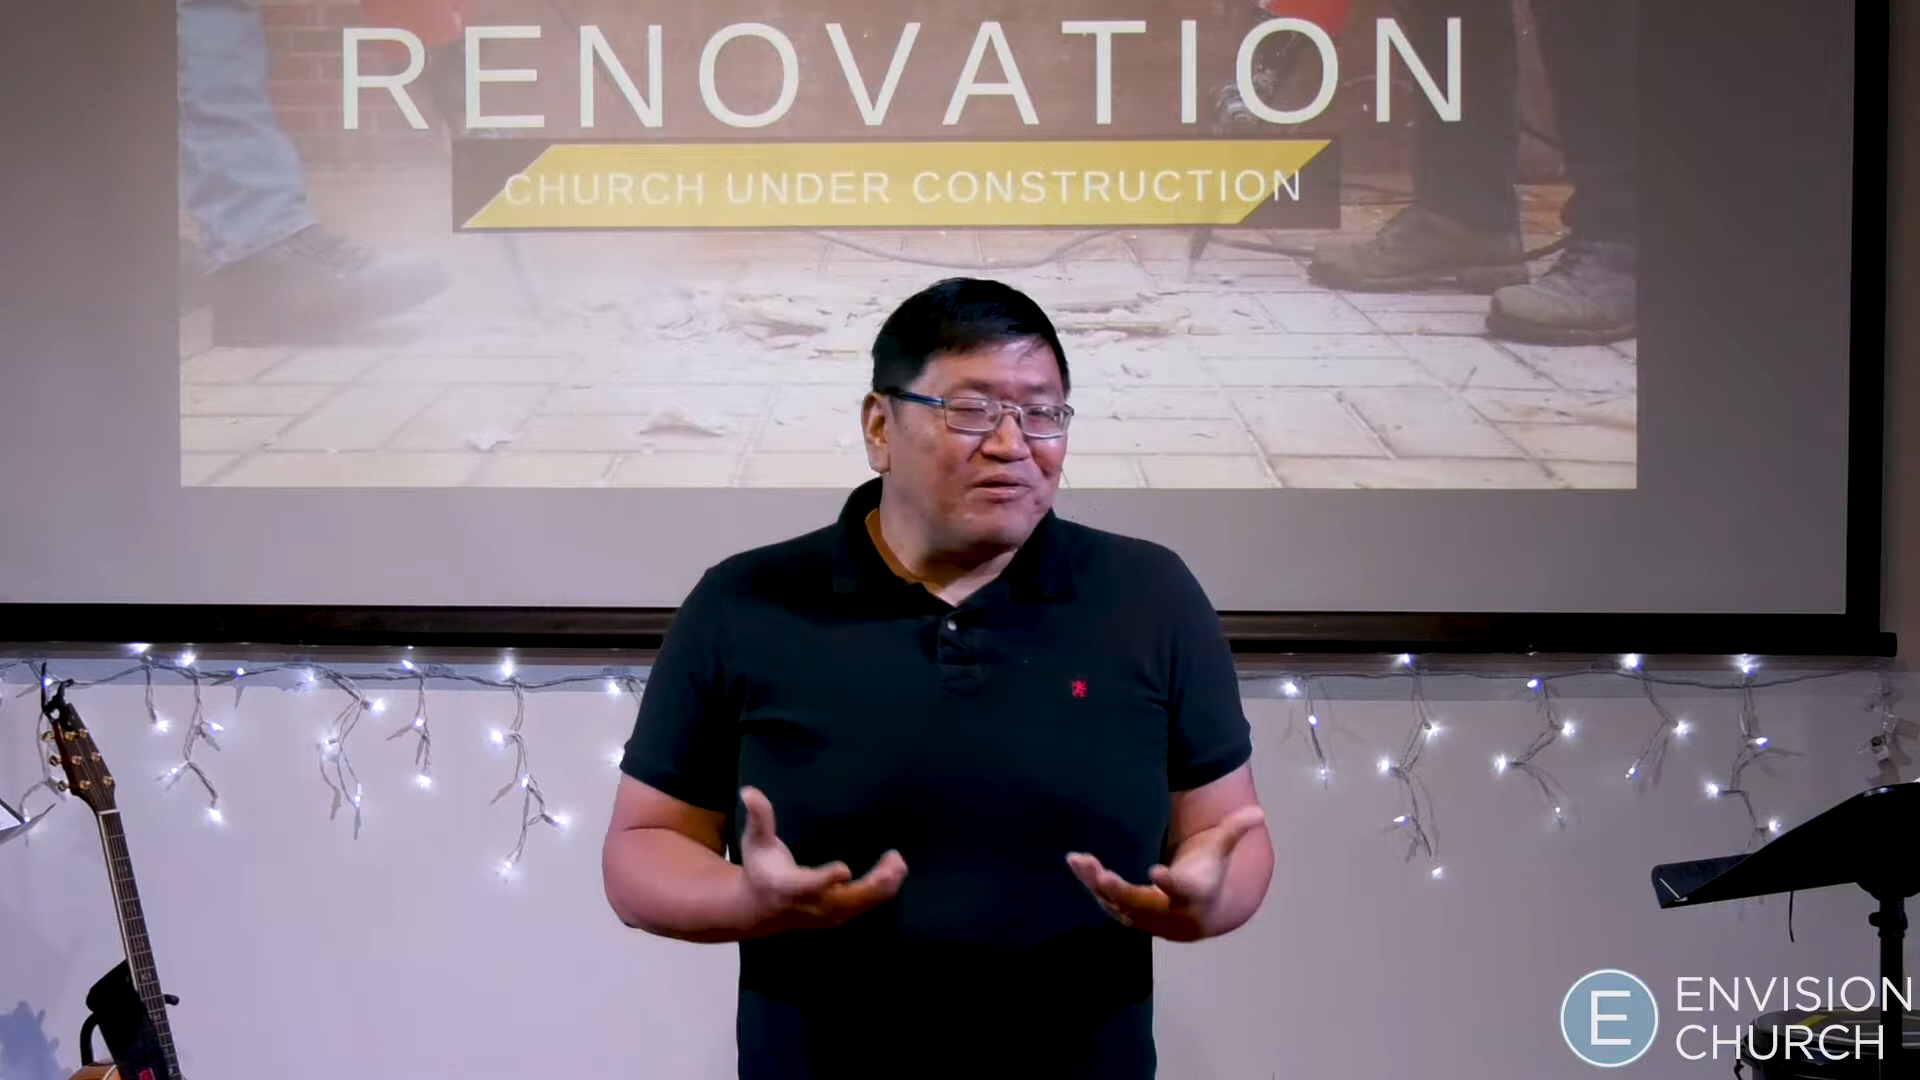 RENOVATION
CHURCH UNDER CONSTRUCTION
E
ENVISION
CHURCH